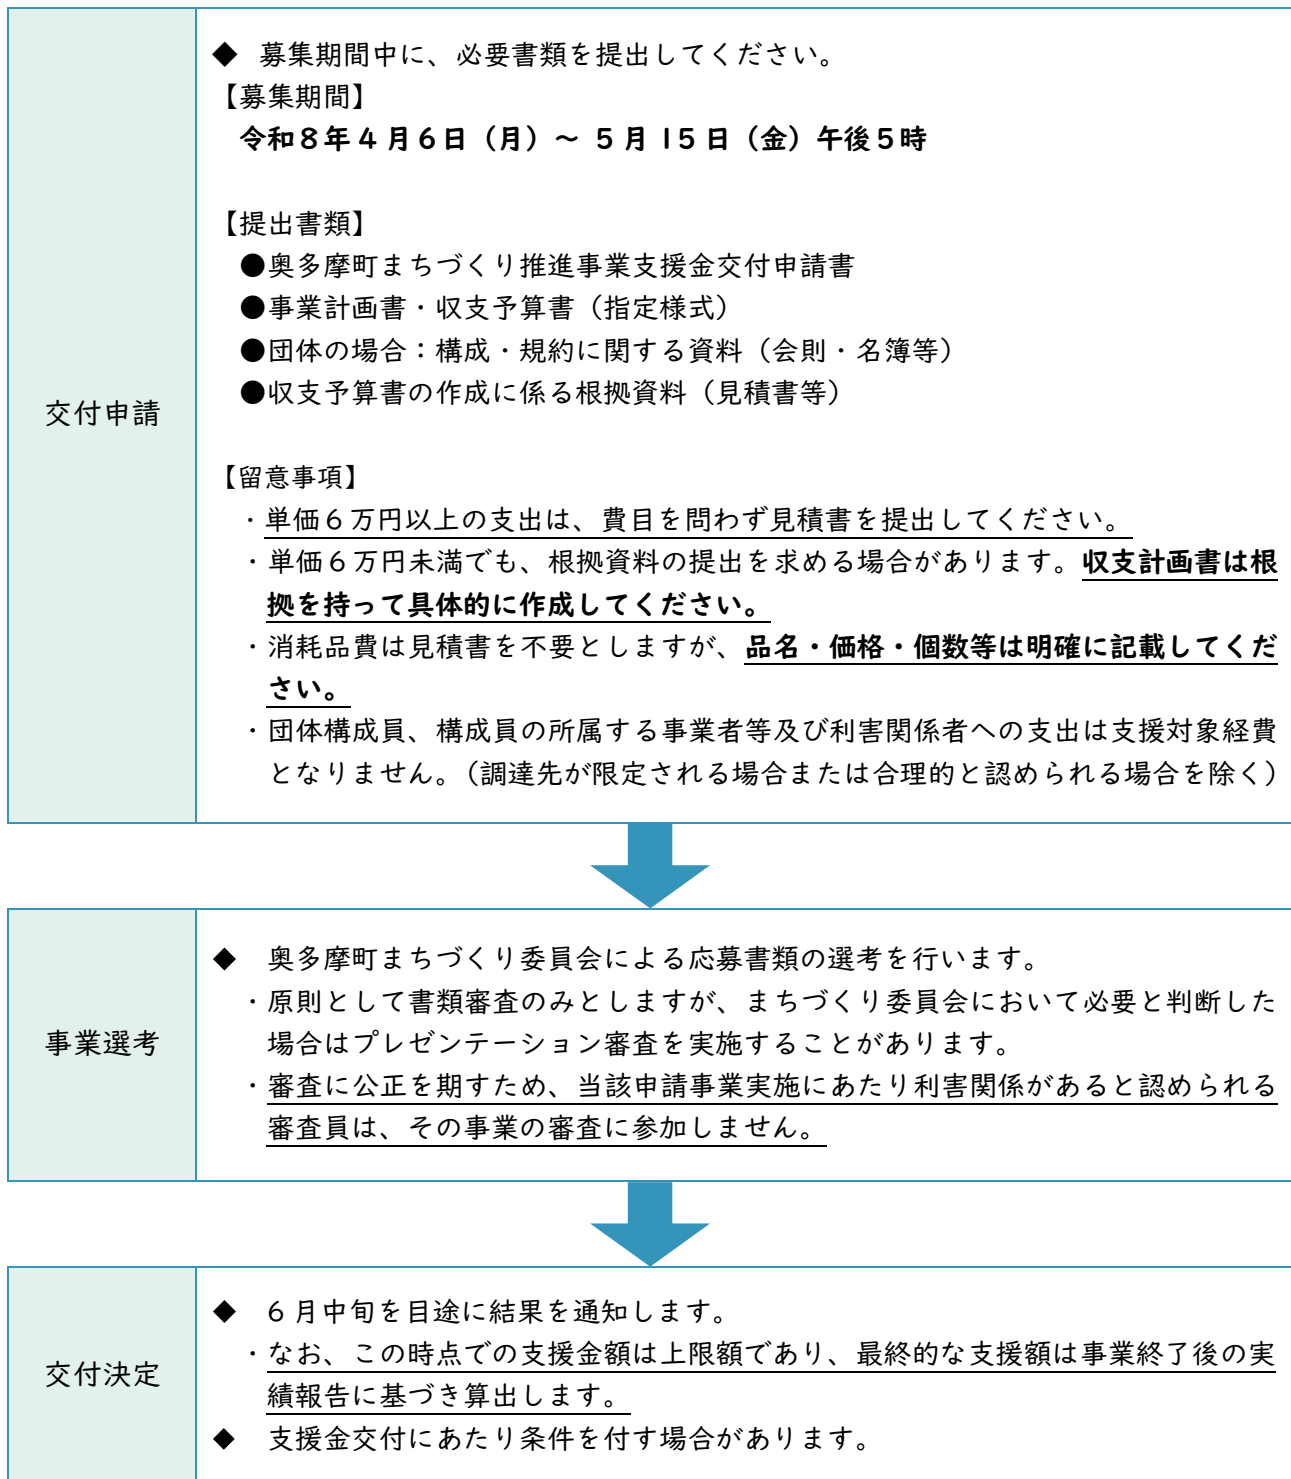 交付申請
◆ 募集期間中に、必要書類を提出してください。
【募集期間】
令和８年４月６日（月）～ ５月15日（金）午後５時
【提出書類】
●奥多摩町まちづくり推進事業支援金交付申請書
●事業計画書・収支予算書（指定様式）
●団体の場合：構成・規約に関する資料（会則・名簿等）
●収支予算書の作成に係る根拠資料（見積書等）
【留意事項】
・単価６万円以上の支出は、費目を問わず見積書を提出してください。
・単価６万円未満でも、根拠資料の提出を求める場合があります。収支計画書は根
拠を持って具体的に作成してください。
・消耗品費は見積書を不要としますが、品名・価格・個数等は明確に記載してくだ
さい。
・団体構成員、構成員の所属する事業者等及び利害関係者への支出は支援対象経費
となりません。（調達先が限定される場合または合理的と認められる場合を除く）
事業選考
◆ 奥多摩町まちづくり委員会による応募書類の選考を行います。
・原則として書類審査のみとしますが、まちづくり委員会において必要と判断した
場合はプレゼンテーション審査を実施することがあります。
・審査に公正を期すため、当該申請事業実施にあたり利害関係があると認められる
審査員は、その事業の審査に参加しません。
交付決定
◆ ６月中旬を目途に結果を通知します。
・なお、この時点での支援金額は上限額であり、最終的な支援額は事業終了後の実
績報告に基づき算出します。
◆ 支援金交付にあたり条件を付す場合があります。